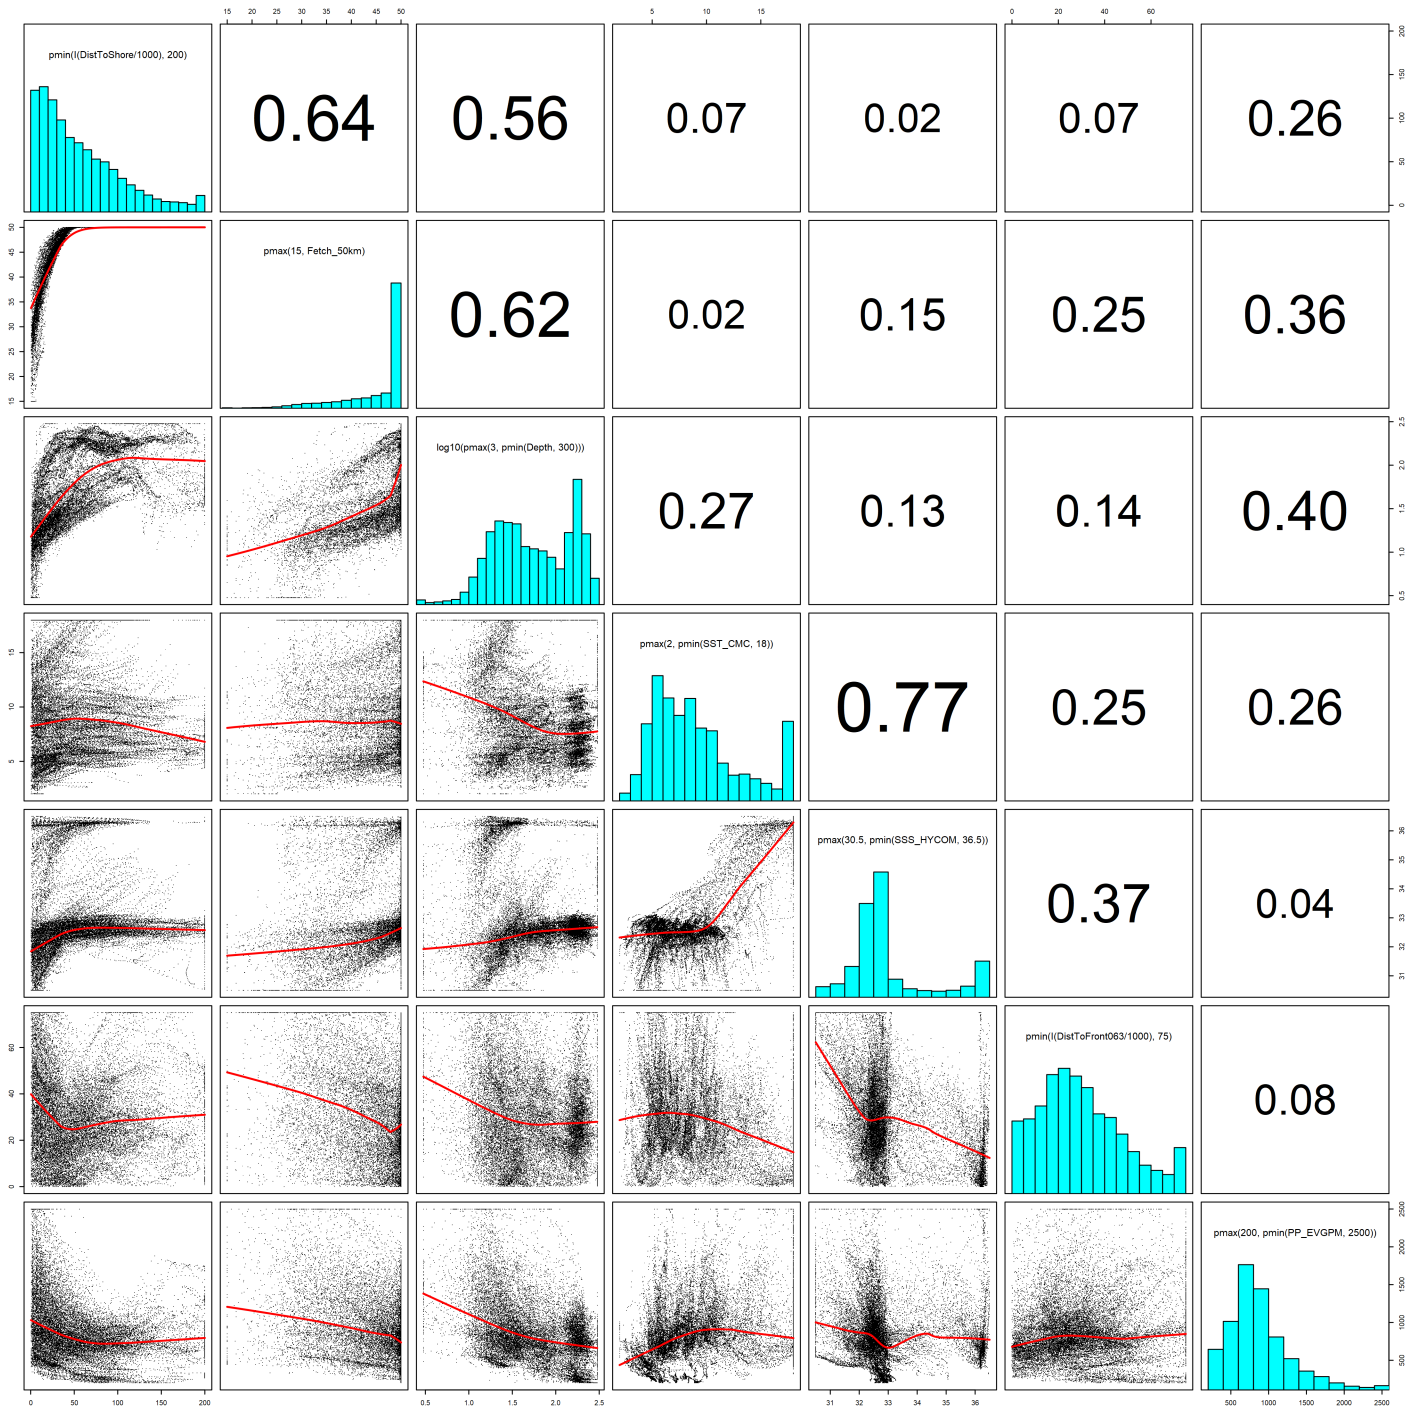 15 20 25 30 35 40 45 50
5 10 15
0 20 40 60
pmin(I(DistToShore/1000), 200)
0.64
0.56
0.07
0.02
0.07
0.26
0 50 100 150 200
15 20 25 30 35 40 45 50
pmax(15, Fetch_50km)
0.62
0.02
0.15
0.25
0.36
log10(pmax(3, pmin(Depth, 300)))
0.27
0.13
0.14
0.40
0.5 1.0 1.5 2.0 2.5
5 10 15
pmax(2, pmin(SST_CMC, 18))
0.77
0.25
0.26
pmax(30.5, pmin(SSS_HYCOM, 36.5))
0.37
0.04
31 32 33 34 35 36
0 20 40 60
pmin(I(DistToFront063/1000), 75)
0.08
pmax(200, pmin(PP_EVGPM, 2500))
500 1000 1500 2000 2500
0 50 100 150 200
0.5 1.0 1.5 2.0 2.5
31 32 33 34 35 36
500 1000 1500 2000 2500